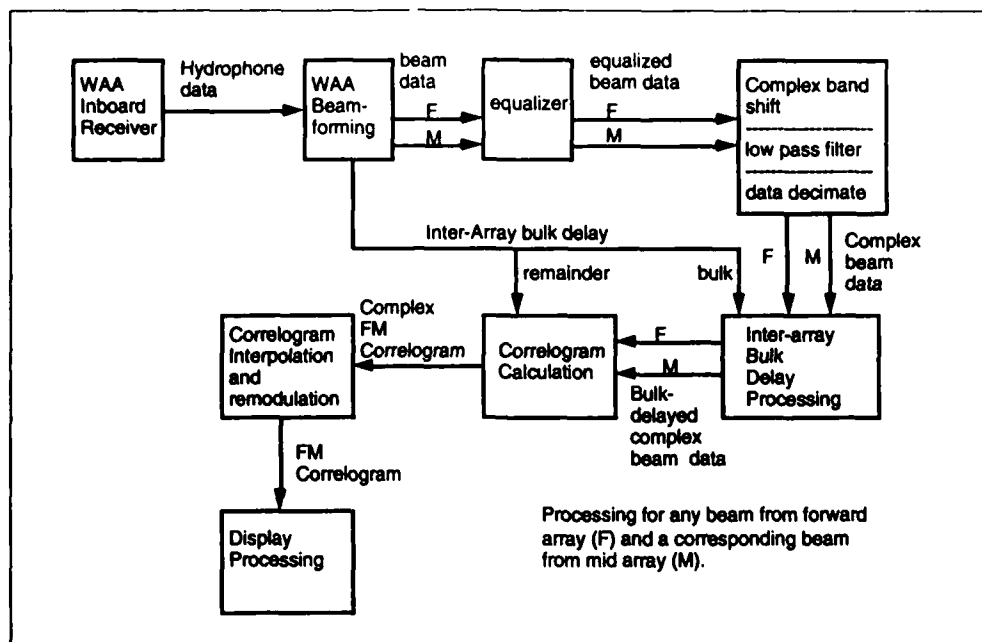 WAA
Inboard
Receiver
Hydrophone
data
WAA
Beam-
forming
beam
data
F
M
equalizer
equalized
beam data
F
M
Complex band
shift
low pass filter
data decimate
Inter-Array bulk delay
remainder
bulk
F
M
Complex
beam
data
Correlogram
Interpolation
and
remodulation
Complex
FM
Correlogram
Correlogram
Calculation
F
M
Bulk-
delayed
complex
beam data
Inter-array
Bulk
Delay
Processing
FM
Correlogram
Display
Processing
Processing for any beam from forward
array (F) and a corresponding beam
from mid array (M).